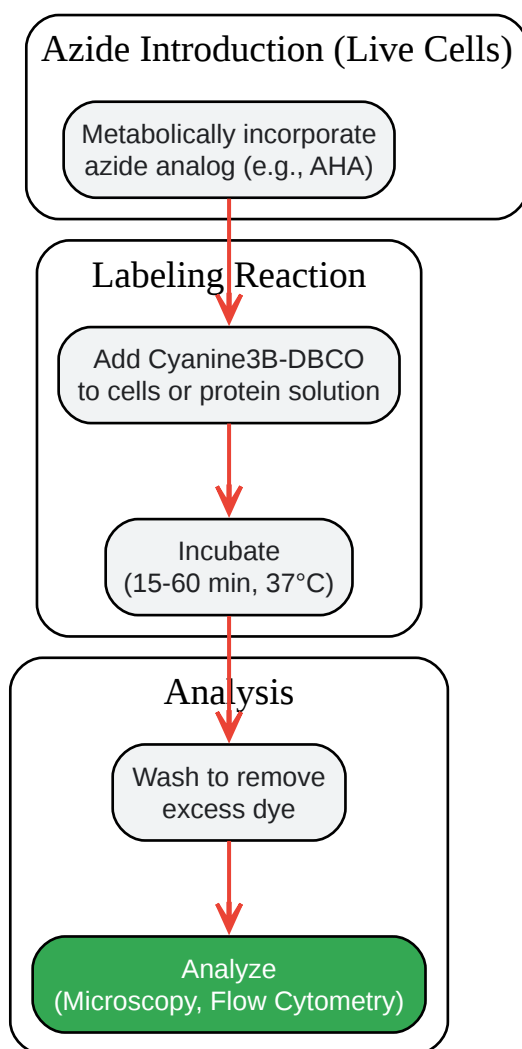 Azide Introduction (Live Cells)
Metabolically incorporate
azide analog (e.g., AHA)
Labeling Reaction
Add Cyanine3B-DBCO
to cells or protein solution
Incubate
(15-60 min, 37°C)
Analysis
Wash to remove
excess dye
Analyze
(Microscopy, Flow Cytometry)